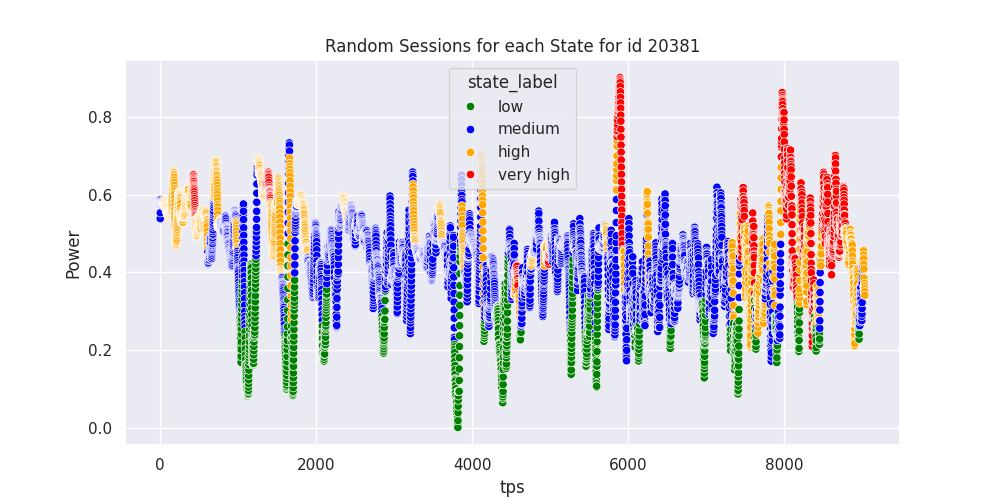 Random Sessions for each State for id 20381
state_label
low
medium
high
very high
Power
0.8
0.6
0.4
0.2
0.0
0
2000
4000
6000
8000
tps